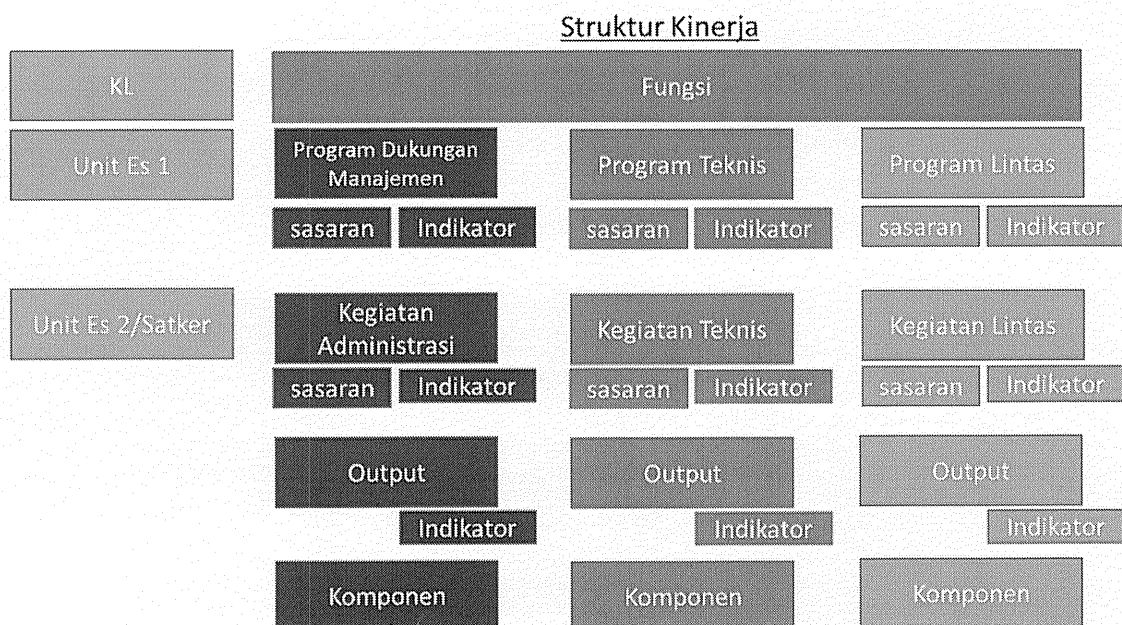 Struktur Kinerja
KL
Fungsi
Unit Es 1
Program Dukungan
Manajemen
Program Teknis
Program Lintas
sasaran
Indikator
sasaran
Indikator
sasaran
Indikator
Unit Es 2/Satker
Kegiatan
Administrasi
Kegiatan Teknis
Kegiatan Lintas
sasaran
Indikator
sasaran
Indikator
sasaran
Indikator
Output
Output
Output
Indikator
Indikator
Indikator
Komponen
Komponen
Komponen